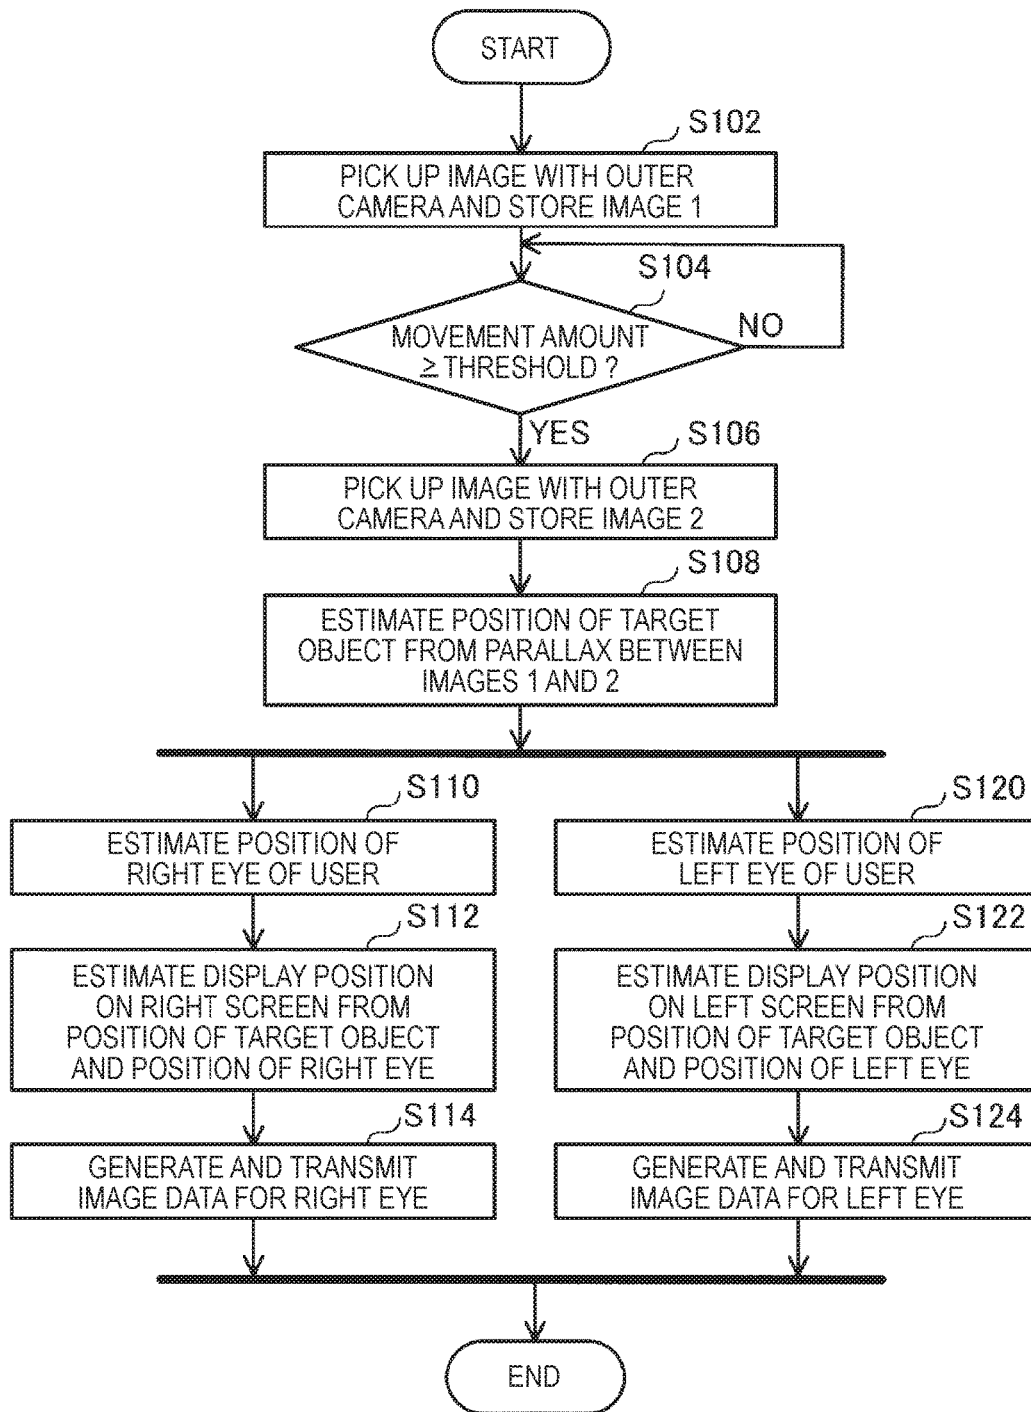 START
S102
PICK UP IMAGE WITH OUTER
CAMERA AND STORE IMAGE 1
S104
MOVEMENT AMOUNT
≥ THRESHOLD ?
NO
YES
S106
PICK UP IMAGE WITH OUTER
CAMERA AND STORE IMAGE 2
S108
ESTIMATE POSITION OF TARGET
OBJECT FROM PARALLAX BETWEEN
IMAGES 1 AND 2
S110
ESTIMATE POSITION OF
RIGHT EYE OF USER
S112
ESTIMATE DISPLAY POSITION
ON RIGHT SCREEN FROM
POSITION OF TARGET OBJECT
AND POSITION OF RIGHT EYE
S114
GENERATE AND TRANSMIT
IMAGE DATA FOR RIGHT EYE
S120
ESTIMATE POSITION OF
LEFT EYE OF USER
S122
ESTIMATE DISPLAY POSITION
ON LEFT SCREEN FROM
POSITION OF TARGET OBJECT
AND POSITION OF LEFT EYE
S124
GENERATE AND TRANSMIT
IMAGE DATA FOR LEFT EYE
END